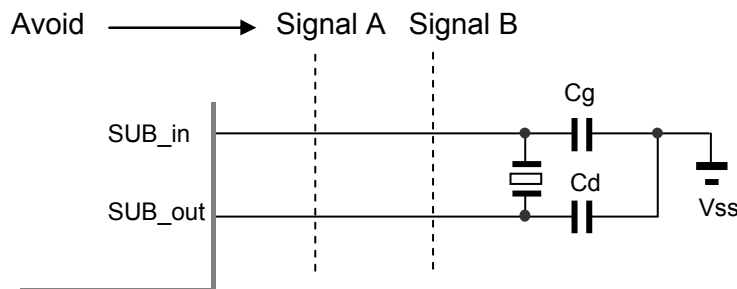 Avoid Signal A Signal B
Cg
SUB_in
Cd
SUB_out
Vss